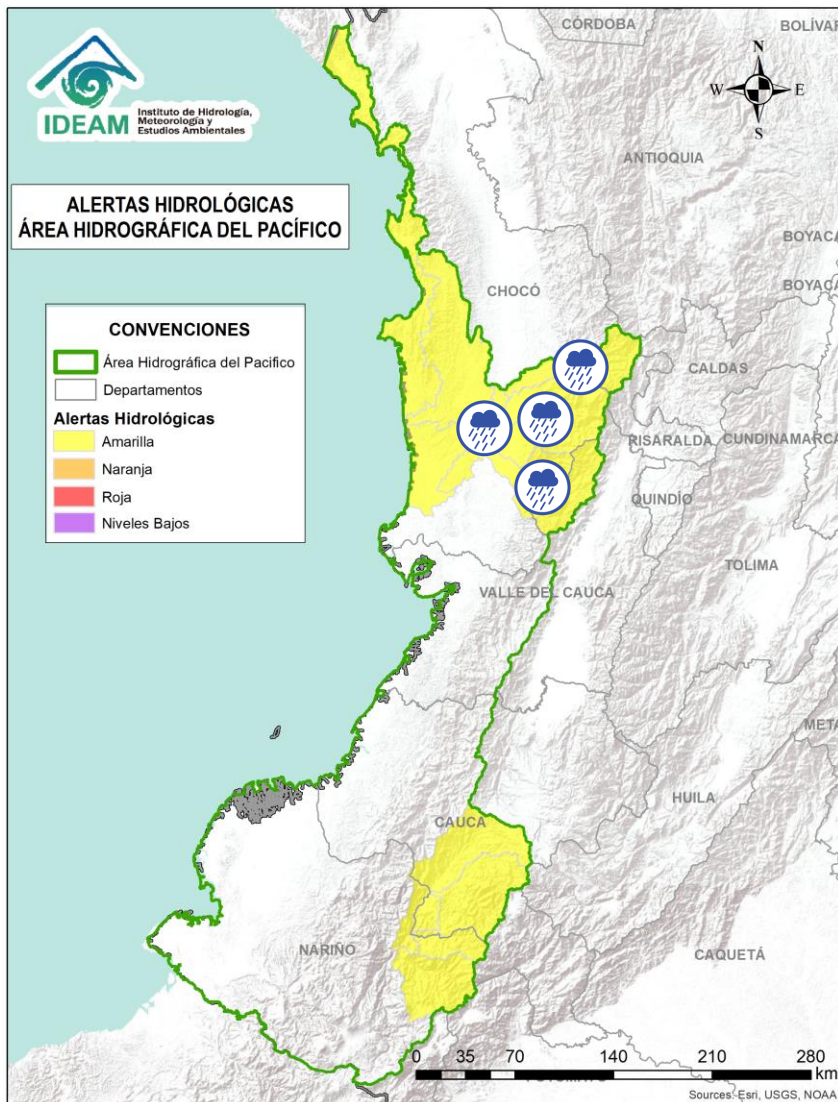 CÓRDOBA
BOLÍVAR
N
W
E
S
IDEAM
Instituto de Hidrología,
Meteorología y
Estudios Ambientales
ANTIOQUIA
ALERTAS HIDROLÓGICAS
ÁREA HIDROGRÁFICA DEL PACÍFICO
BOYACÁ
BOYACÁ
CHOCÓ
CONVENCIONES
Área Hidrográfica del Pacifico
Departamentos
Alertas Hidrológicas
Amarilla
Naranja
Roja
Niveles Bajos
CALDAS
RISARALDA
CUNDINAMARCA
QUINDÍO
TOLIMA
VALLE DEL CAUCA
META
HUILA
CAUCA
NARIÑO
CAQUETÁ
0 35 70 140 210 280
km
Sources: Esri, USGS, NOAA